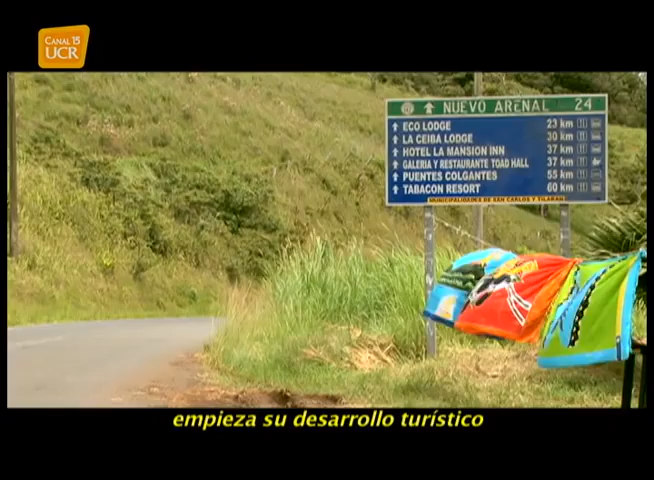 CANAL 15
UCR
NUEVO ARENAL 24
ECO LODGE 23 km
LA CEIBA LODGE 30 km
HOTEL LA MANSION INN 37 km
GALERIA Y RESTAURANTE TOAD HALL 37 km
PUENTES COLGANTES 55 km
TABACON RESORT 60 km
MUNICIPALIDADES DE SAN CARLOS Y TILARAN
empieza su desarrollo turístico